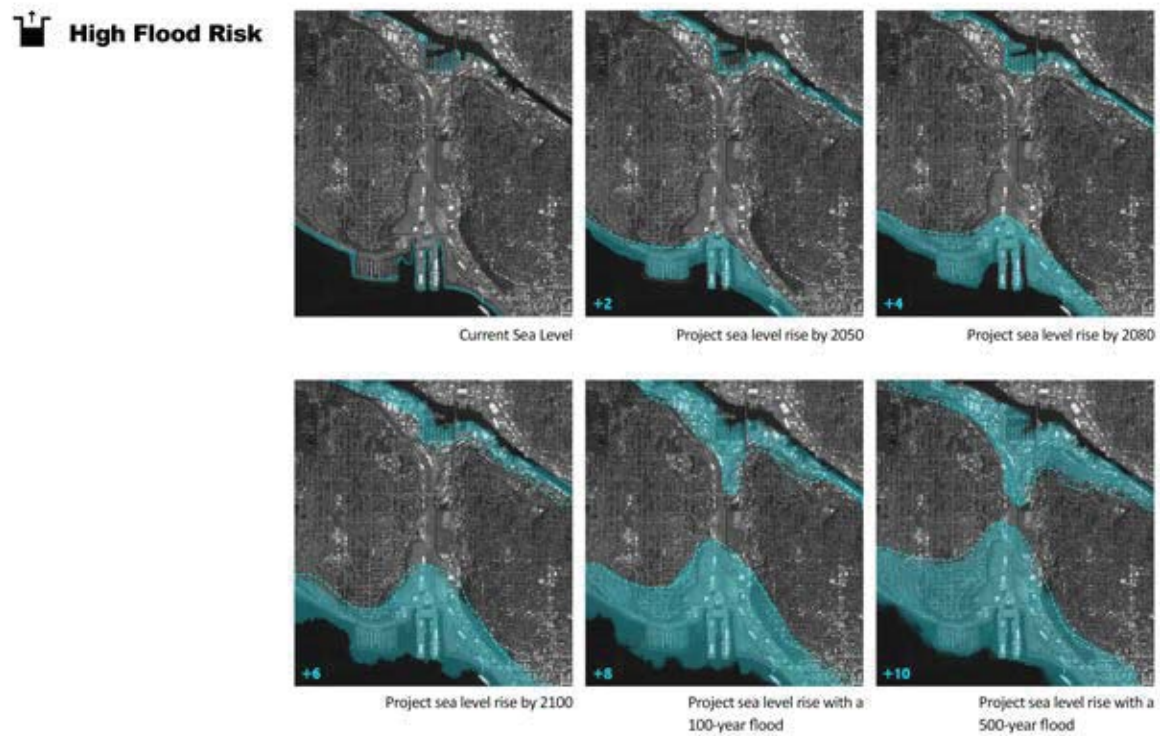 High Flood Risk
Current Sea Level
+2
Project sea level rise by 2050
+4
Project sea level rise by 2080
+6
Project sea level rise by 2100
+8
Project sea level rise with a
100-year flood
+10
Project sea level rise with a
500-year flood